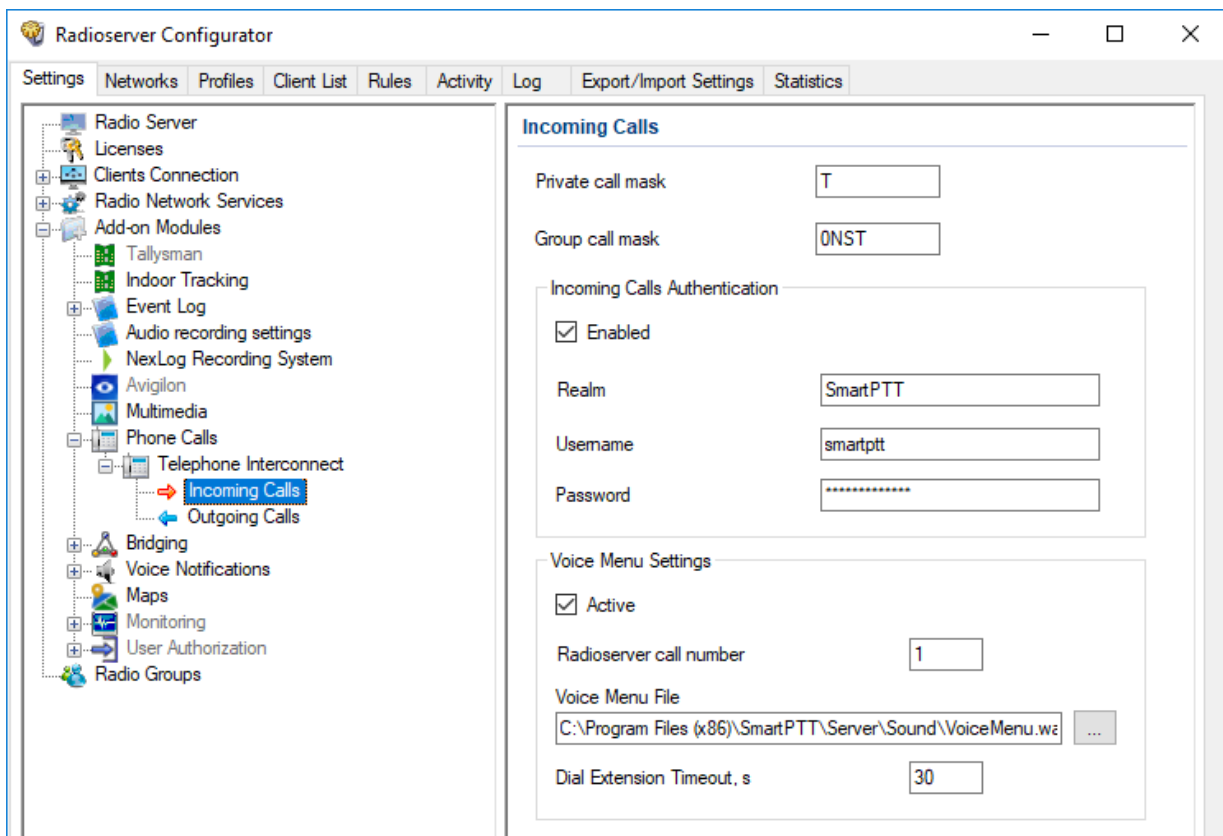 Radioserver Configurator
Settings Networks Profiles Client List Rules Activity Log Export/Import Settings Statistics
Radio Server
Licenses
Clients Connection
Radio Network Services
Add-on Modules
Tallysman
Indoor Tracking
Event Log
Audio recording settings
NexLog Recording System
Avigilon
Multimedia
Phone Calls
Telephone Interconnect
Incoming Calls
Outgoing Calls
Bridging
Voice Notifications
Maps
Monitoring
User Authorization
Radio Groups
Incoming Calls
Private call mask T
Group call mask 0NST
Incoming Calls Authentication
Enabled
Realm SmartPTT
Username smartptt
Password *************
Voice Menu Settings
Active
Radioserver call number 1
Voice Menu File
C:\Program Files (x86)\SmartPTT\Server\Sound\VoiceMenu.wa ...
Dial Extension Timeout, s 30